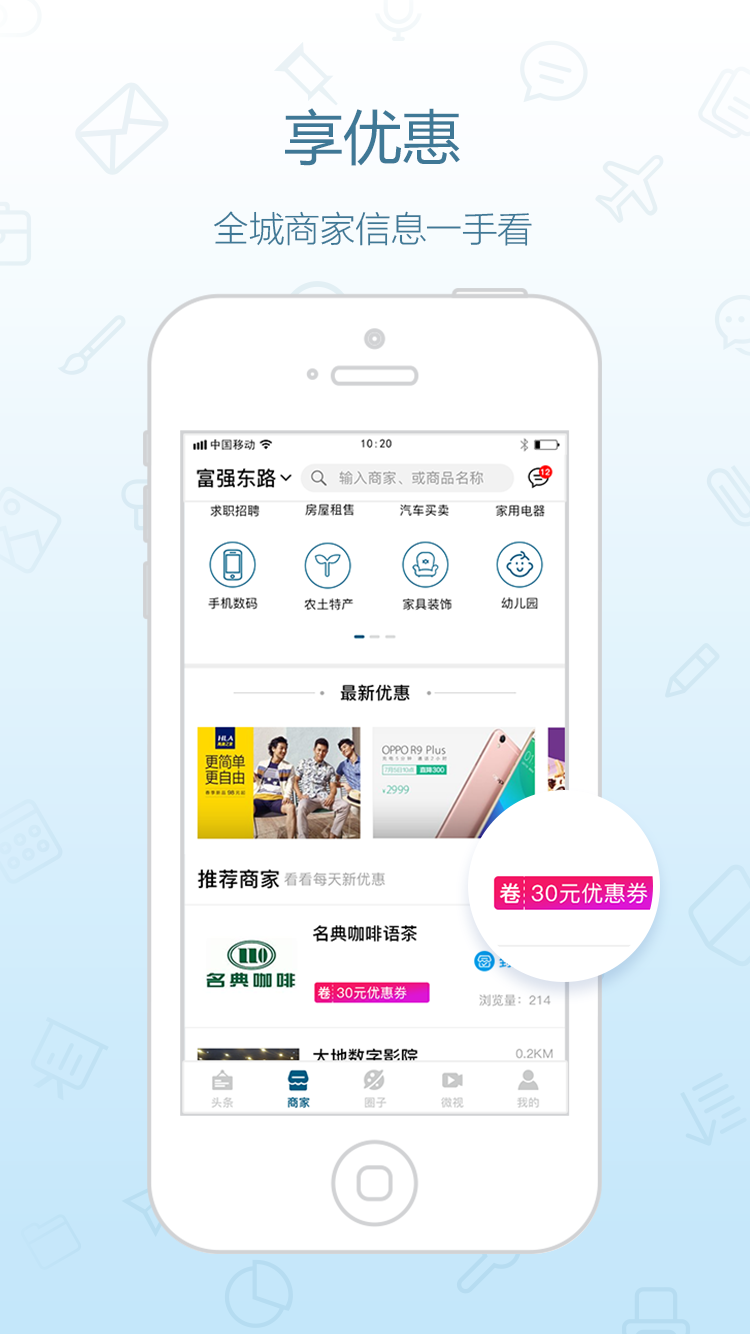 享优惠
全城商家信息一手看
中国移动 10:20
富强东路 输入商家、或商品名称 12
求职招聘 房屋租售 汽车买卖 家用电器
手机数码 农土特产 家具装饰 幼儿园
最新优惠
HLA
更简单
更自由
OPPO R9 Plus
直降300
¥2999
推荐商家 看看每天新优惠
卷 30元优惠券
名典咖啡语茶
名典咖啡
卷 30元优惠券
浏览量：214
大地数字影院 0.2KM
头条 商家 圈子 微视 我的